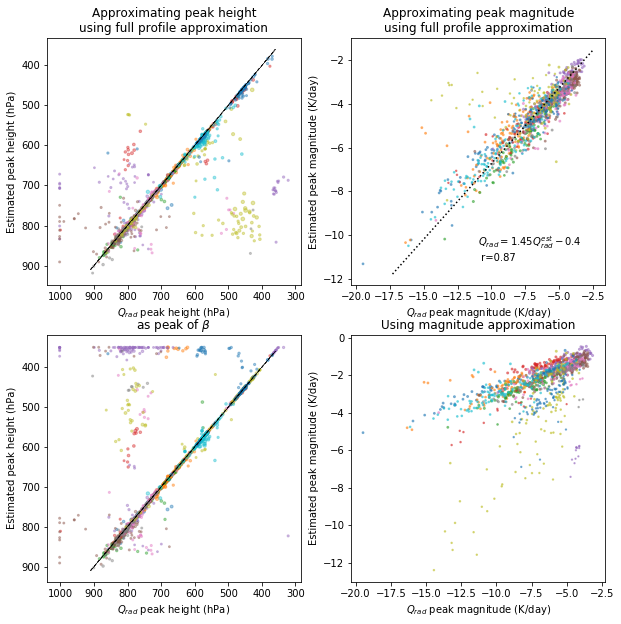 Approximating peak height
using full profile approximation
400
500
600
700
800
900
Estimated peak height (hPa)
1000 900 800 700 600 500 400 300
Q_rad peak height (hPa)
Approximating peak magnitude
using full profile approximation
−2
−4
−6
−8
−10
−12
Estimated peak magnitude (K/day)
Q_rad = 1.45Q_rad^est − 0.4
r=0.87
−20.0 −17.5 −15.0 −12.5 −10.0 −7.5 −5.0 −2.5
Q_rad peak magnitude (K/day)
as peak of β
400
500
600
700
800
900
Estimated peak height (hPa)
1000 900 800 700 600 500 400 300
Q_rad peak height (hPa)
Using magnitude approximation
0
−2
−4
−6
−8
−10
−12
Estimated peak magnitude (K/day)
−20.0 −17.5 −15.0 −12.5 −10.0 −7.5 −5.0 −2.5
Q_rad peak magnitude (K/day)